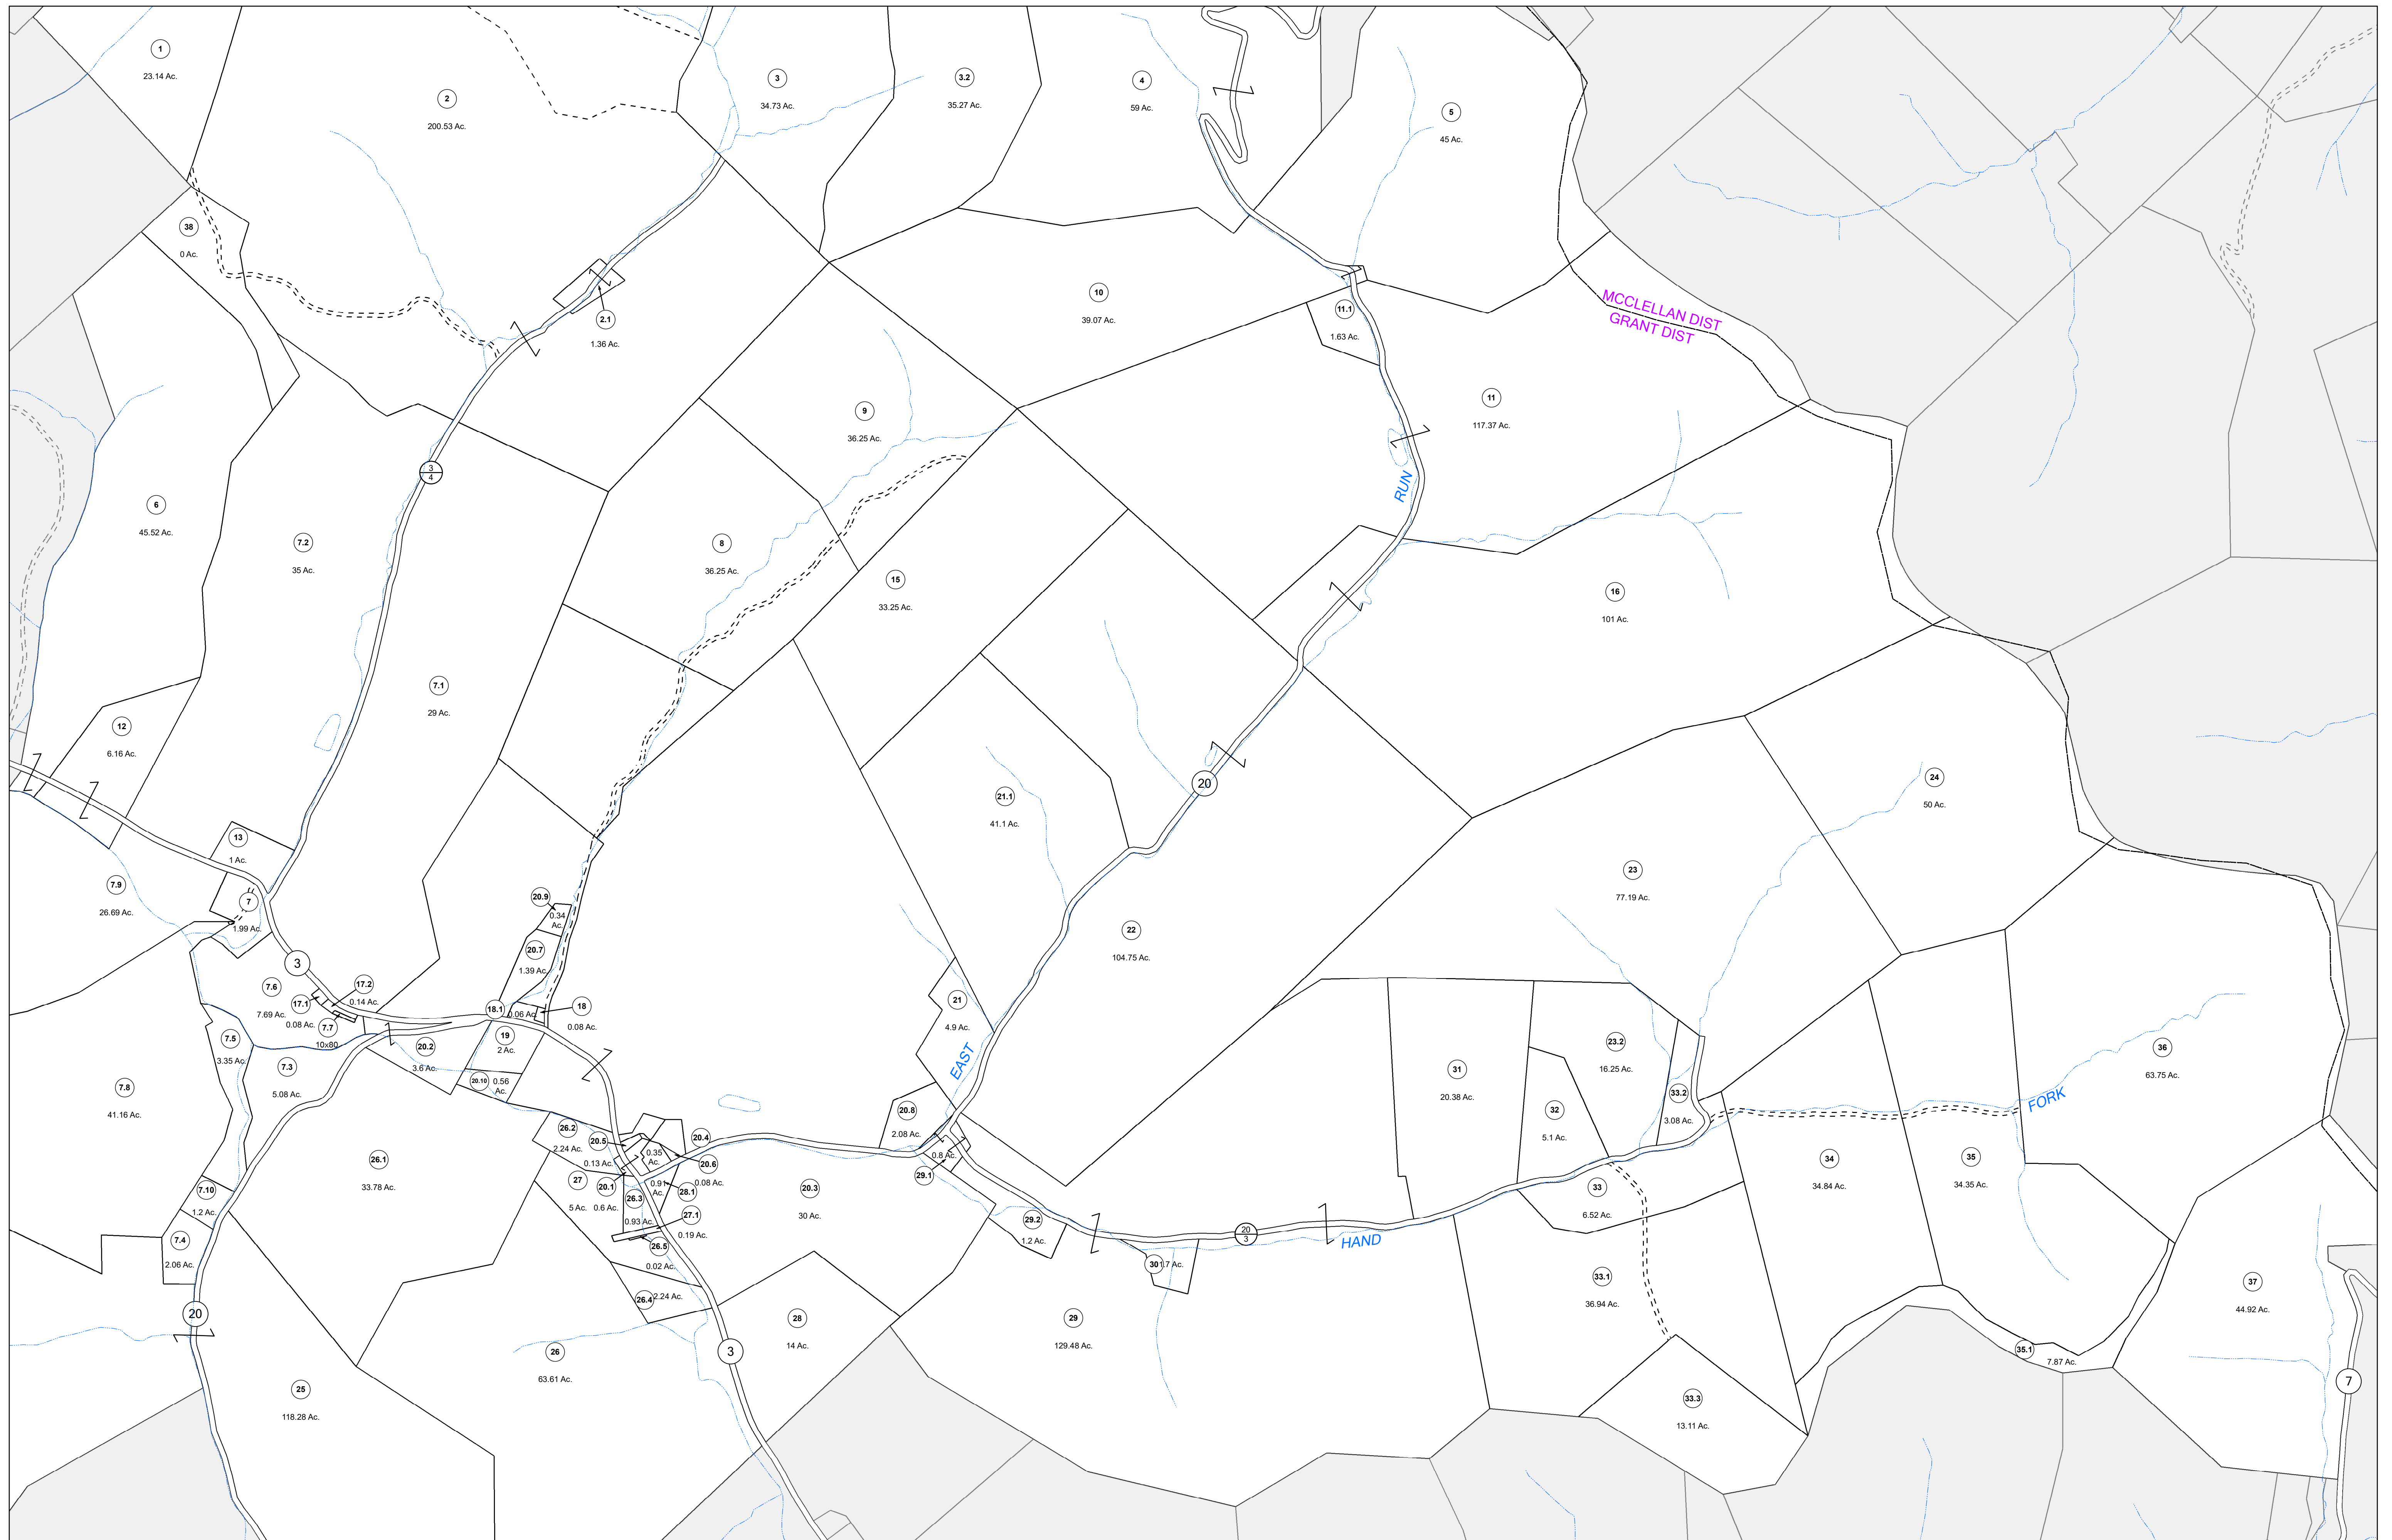 1
23.14 Ac.
2
200.53 Ac.
3
34.73 Ac.
3.2
35.27 Ac.
4
59 Ac.
5
45 Ac.
38
0 Ac.
2.1
1.36 Ac.
10
39.07 Ac.
11.1
1.63 Ac.
MCCLELLAN DIST
GRANT DIST
11
117.37 Ac.
9
36.25 Ac.
3
4
6
45.52 Ac.
7.2
35 Ac.
8
36.25 Ac.
15
33.25 Ac.
RUN
16
101 Ac.
7.1
29 Ac.
12
6.16 Ac.
21.1
41.1 Ac.
20
24
50 Ac.
13
1 Ac.
7.9
26.69 Ac.
7
1.99 Ac.
20.9
0.34
Ac.
20.7
1.39 Ac.
22
104.75 Ac.
23
77.19 Ac.
3
7.6
7.69 Ac.
17.2
0.14 Ac.
17.1
0.08 Ac.
7.7
10x80
18.1
0.06 Ac.
18
0.08 Ac.
19
2 Ac.
21
4.9 Ac.
EAST
7.5
3.35 Ac.
7.3
5.08 Ac.
20.2
3.6 Ac.
20.10
0.56
Ac.
7.8
41.16 Ac.
31
20.38 Ac.
23.2
16.25 Ac.
33.2
3.08 Ac.
32
5.1 Ac.
36
63.75 Ac.
FORK
20.8
2.08 Ac.
26.2
2.24 Ac.
20.5
0.13 Ac.
20.4
0.35
Ac.
20.6
0.08 Ac.
0.8 Ac.
29.1
26.1
33.78 Ac.
27
5 Ac.
20.1
0.6 Ac.
26.3
0.93 Ac.
0.91
Ac.
28.1
27.1
0.19 Ac.
20.3
30 Ac.
7.10
1.2 Ac.
7.4
2.06 Ac.
26.5
0.02 Ac.
26.4
2.24 Ac.
29.2
1.2 Ac.
20
3
HAND
30
33
6.52 Ac.
34
34.84 Ac.
35
34.35 Ac.
33.1
36.94 Ac.
37
44.92 Ac.
20
28
14 Ac.
29
129.48 Ac.
26
63.61 Ac.
3
35.1
7.87 Ac.
7
25
118.28 Ac.
33.3
13.11 Ac.